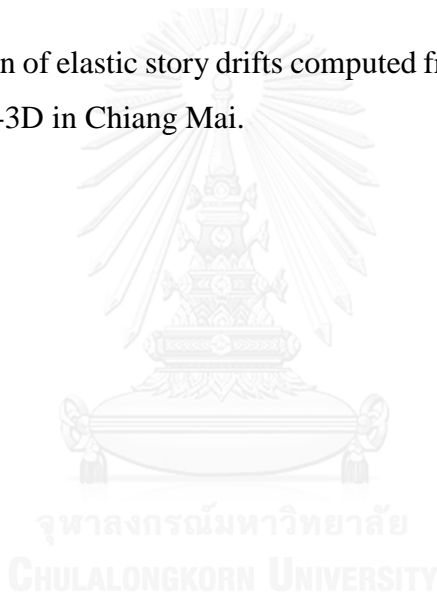 n of elastic story drifts computed fr
-3D in Chiang Mai.
จุฬาลงกรณ์มหาวิทยาลัย
CHULALONGKORN UNIVERSITY